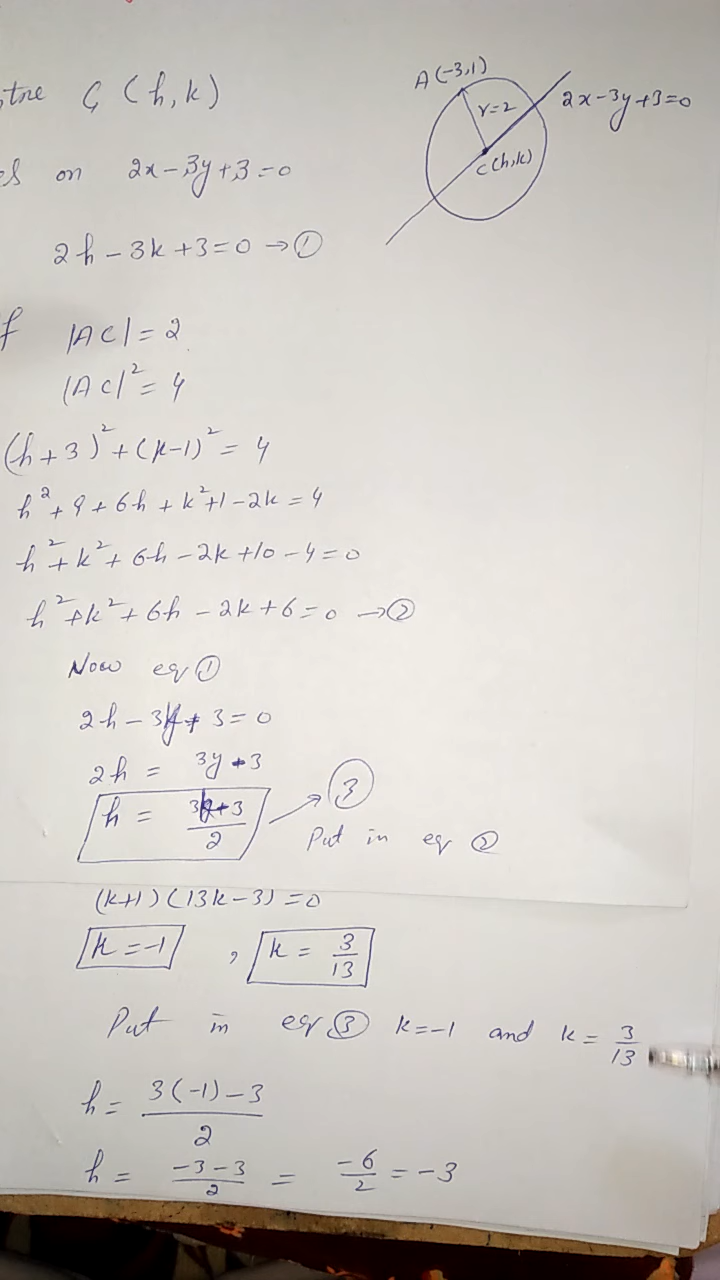 tre C (h,k)
A(-3,1)
r=2
2x-3y+3=0
C(h,k)
es on 2x-3y+3=0
2h-3k+3=0 → ①
f |AC|=2
|AC|²=4
(h+3)²+(k-1)²=4
h²+9+6h+k²+1-2k=4
h²+k²+6h-2k+10-4=0
h²+k²+6h-2k+6=0 → ②
Now eq ①
2h-3k+3=0
2h = 3y+3
h = (3k+3)/2 → ③
Put in eq ②
(k+1)(13k-3)=0
k=-1 , k = 3/13
Put in eq ③ k=-1 and k = 3/13
h = (3(-1)-3)/2
h = (-3-3)/2 = -6/2 = -3